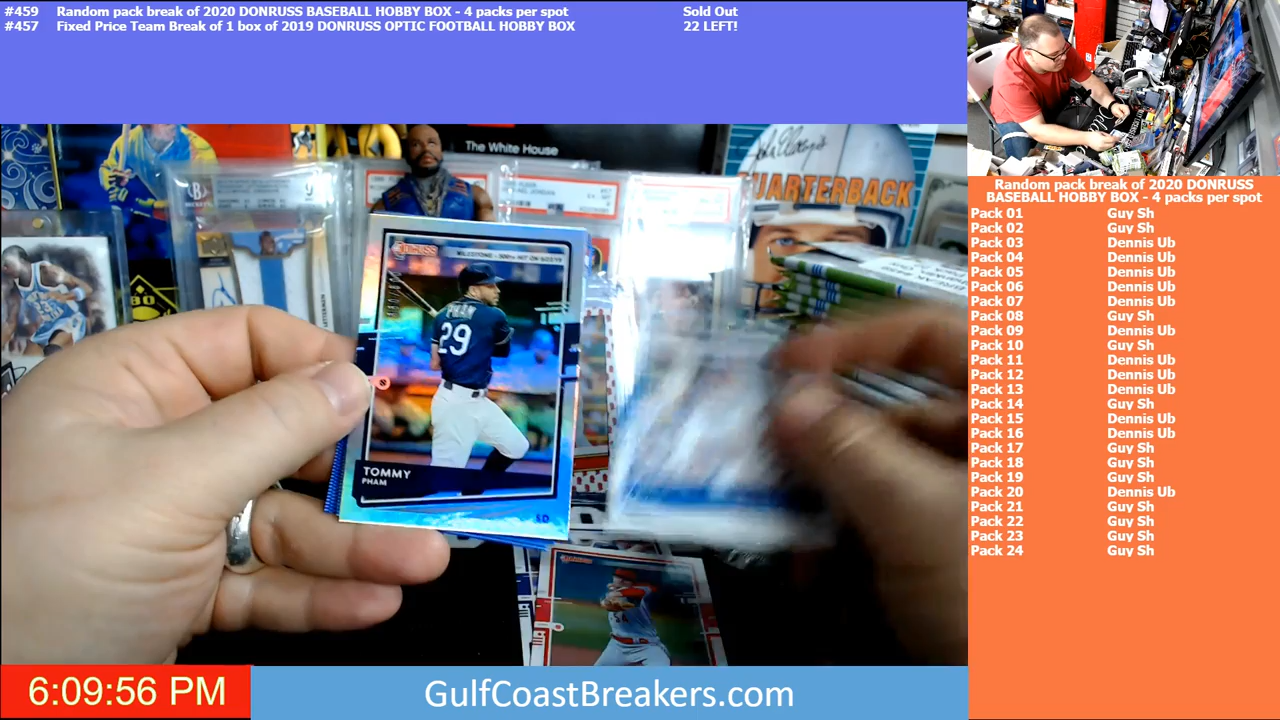 #459 Random pack break of 2020 DONRUSS BASEBALL HOBBY BOX - 4 packs per spot Sold Out
#457 Fixed Price Team Break of 1 box of 2019 DONRUSS OPTIC FOOTBALL HOBBY BOX 22 LEFT!
The White House
QUARTERBACK
DONRUSS
PHAM
29
TOMMY
PHAM
Random pack break of 2020 DONRUSS
BASEBALL HOBBY BOX - 4 packs per spot
Pack 01 Guy Sh
Pack 02 Guy Sh
Pack 03 Dennis Ub
Pack 04 Dennis Ub
Pack 05 Dennis Ub
Pack 06 Dennis Ub
Pack 07 Dennis Ub
Pack 08 Guy Sh
Pack 09 Dennis Ub
Pack 10 Guy Sh
Pack 11 Dennis Ub
Pack 12 Dennis Ub
Pack 13 Dennis Ub
Pack 14 Guy Sh
Pack 15 Dennis Ub
Pack 16 Dennis Ub
Pack 17 Guy Sh
Pack 18 Guy Sh
Pack 19 Guy Sh
Pack 20 Dennis Ub
Pack 21 Guy Sh
Pack 22 Guy Sh
Pack 23 Guy Sh
Pack 24 Guy Sh
6:09:56 PM
GulfCoastBreakers.com